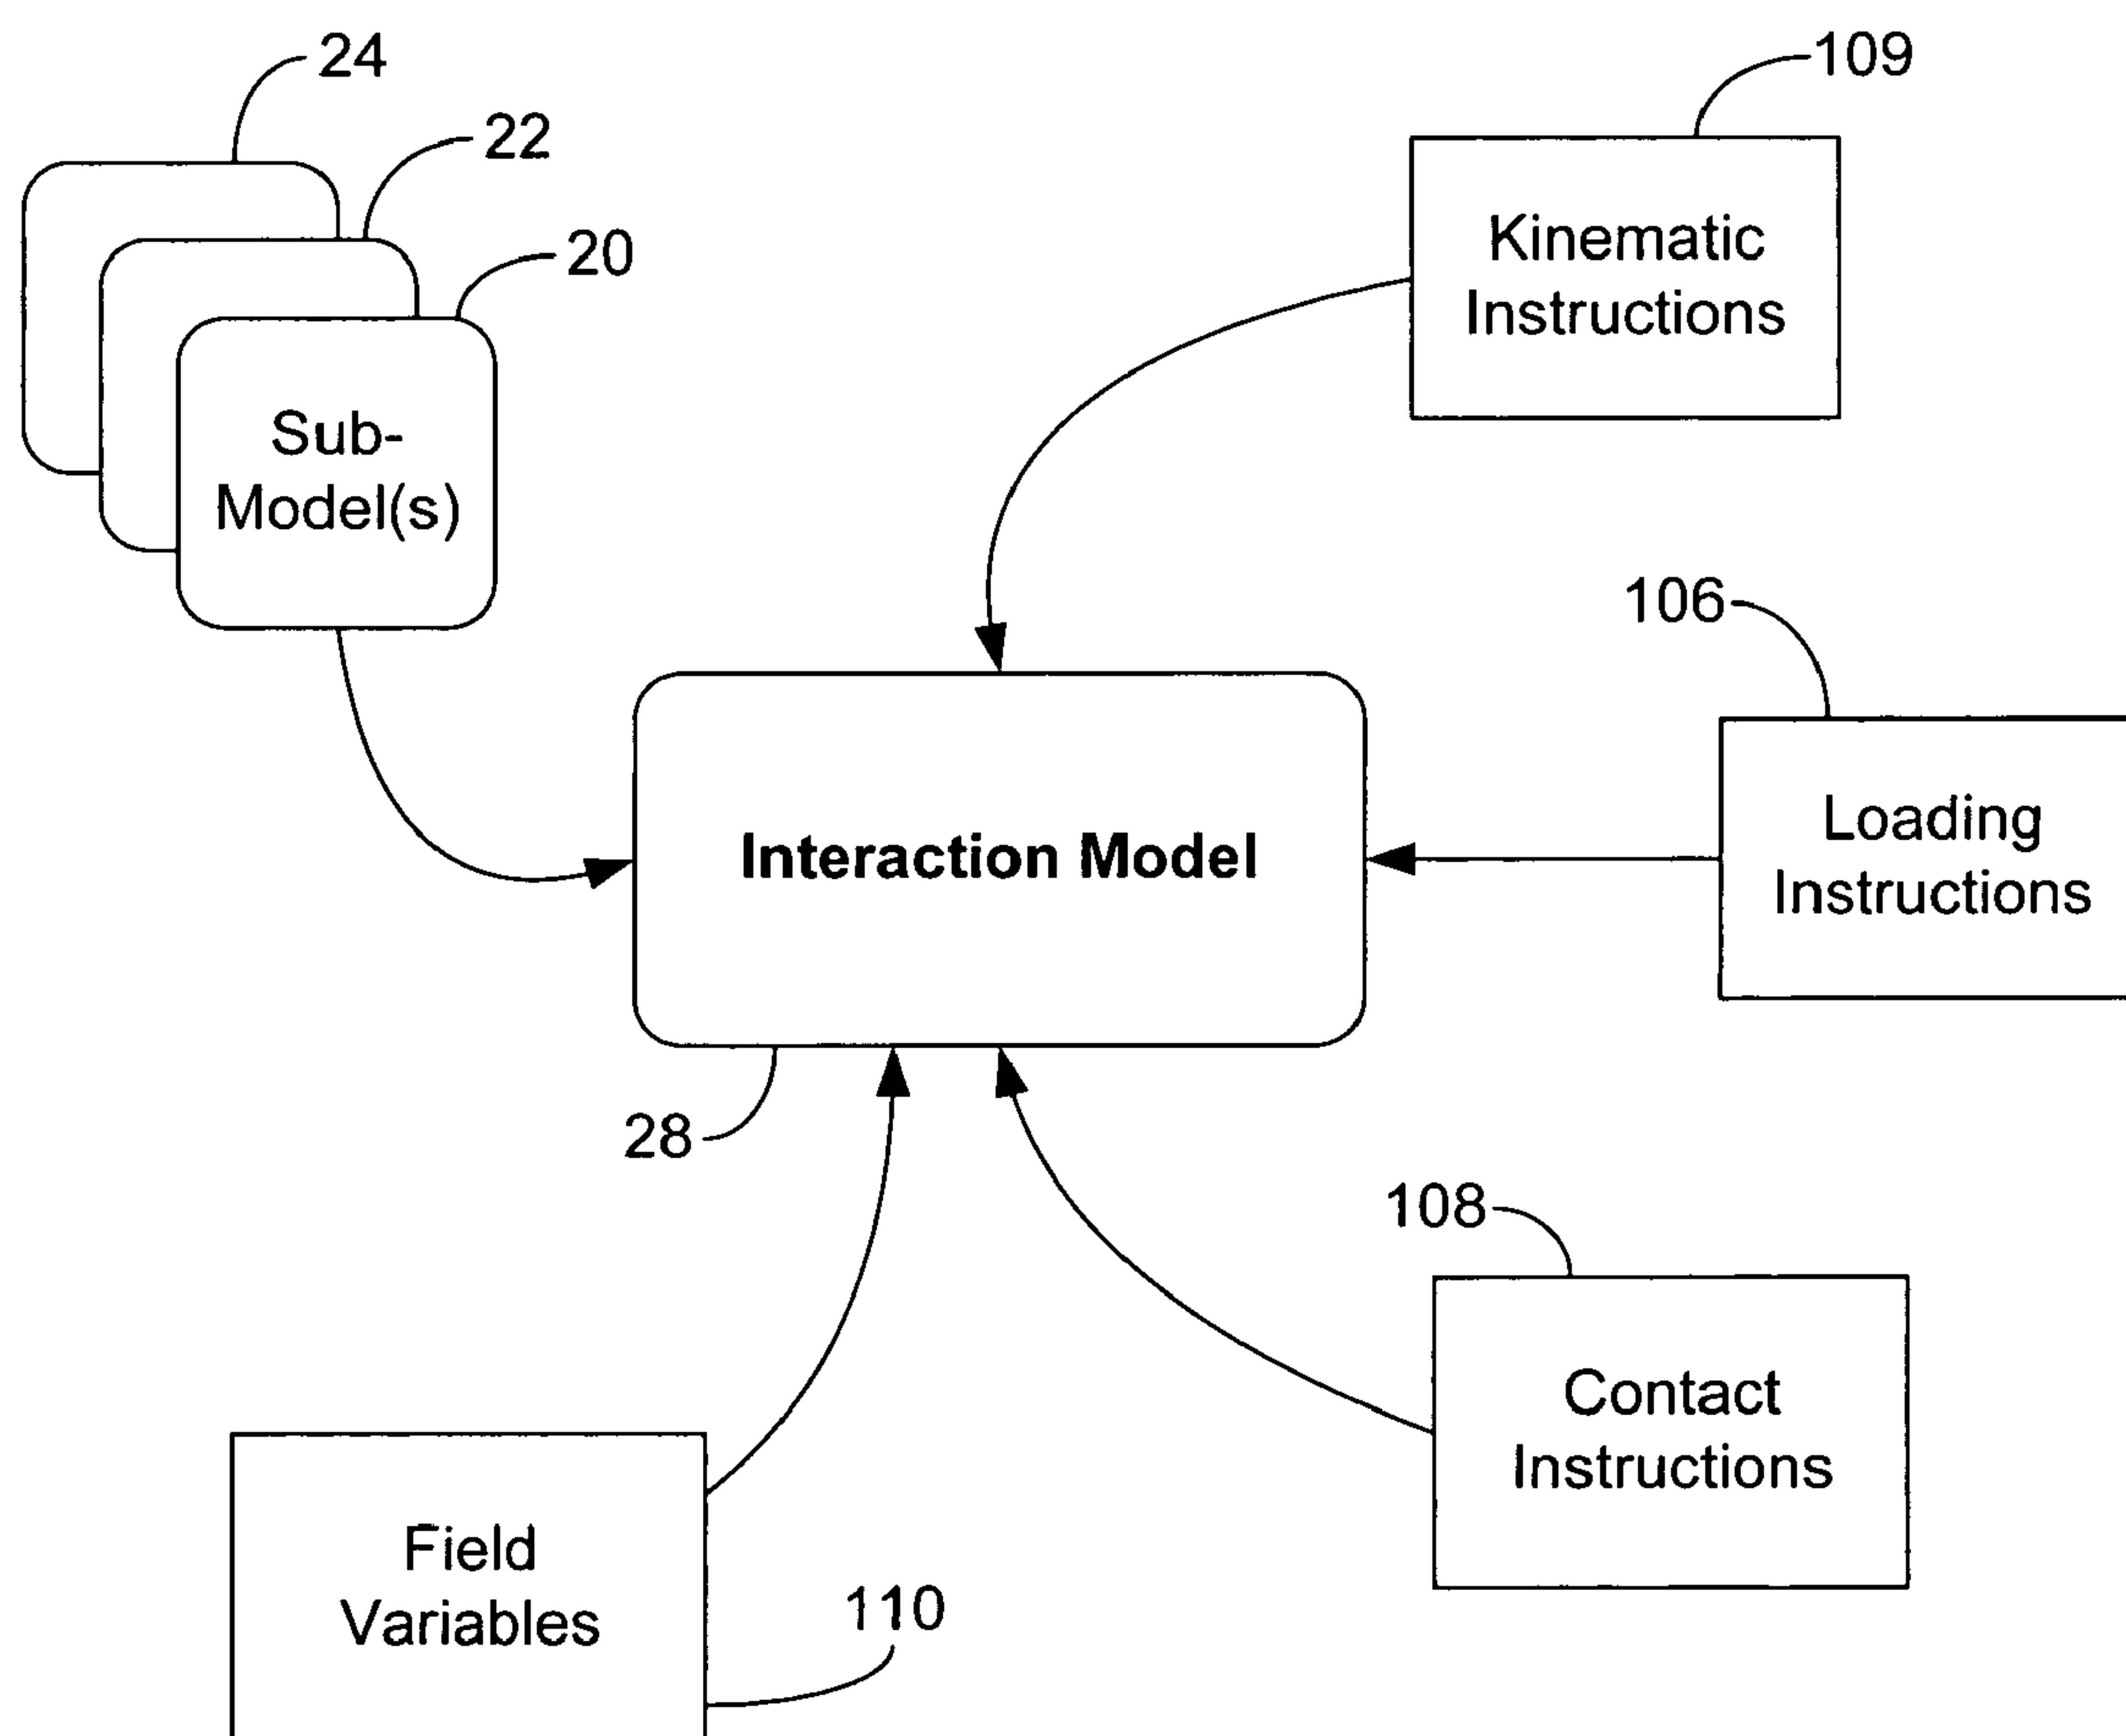 24
109
22
20
Kinematic
Instructions
Sub-
Model(s)
106
Loading
Instructions
Interaction Model
28
108
Contact
Instructions
Field
Variables
110